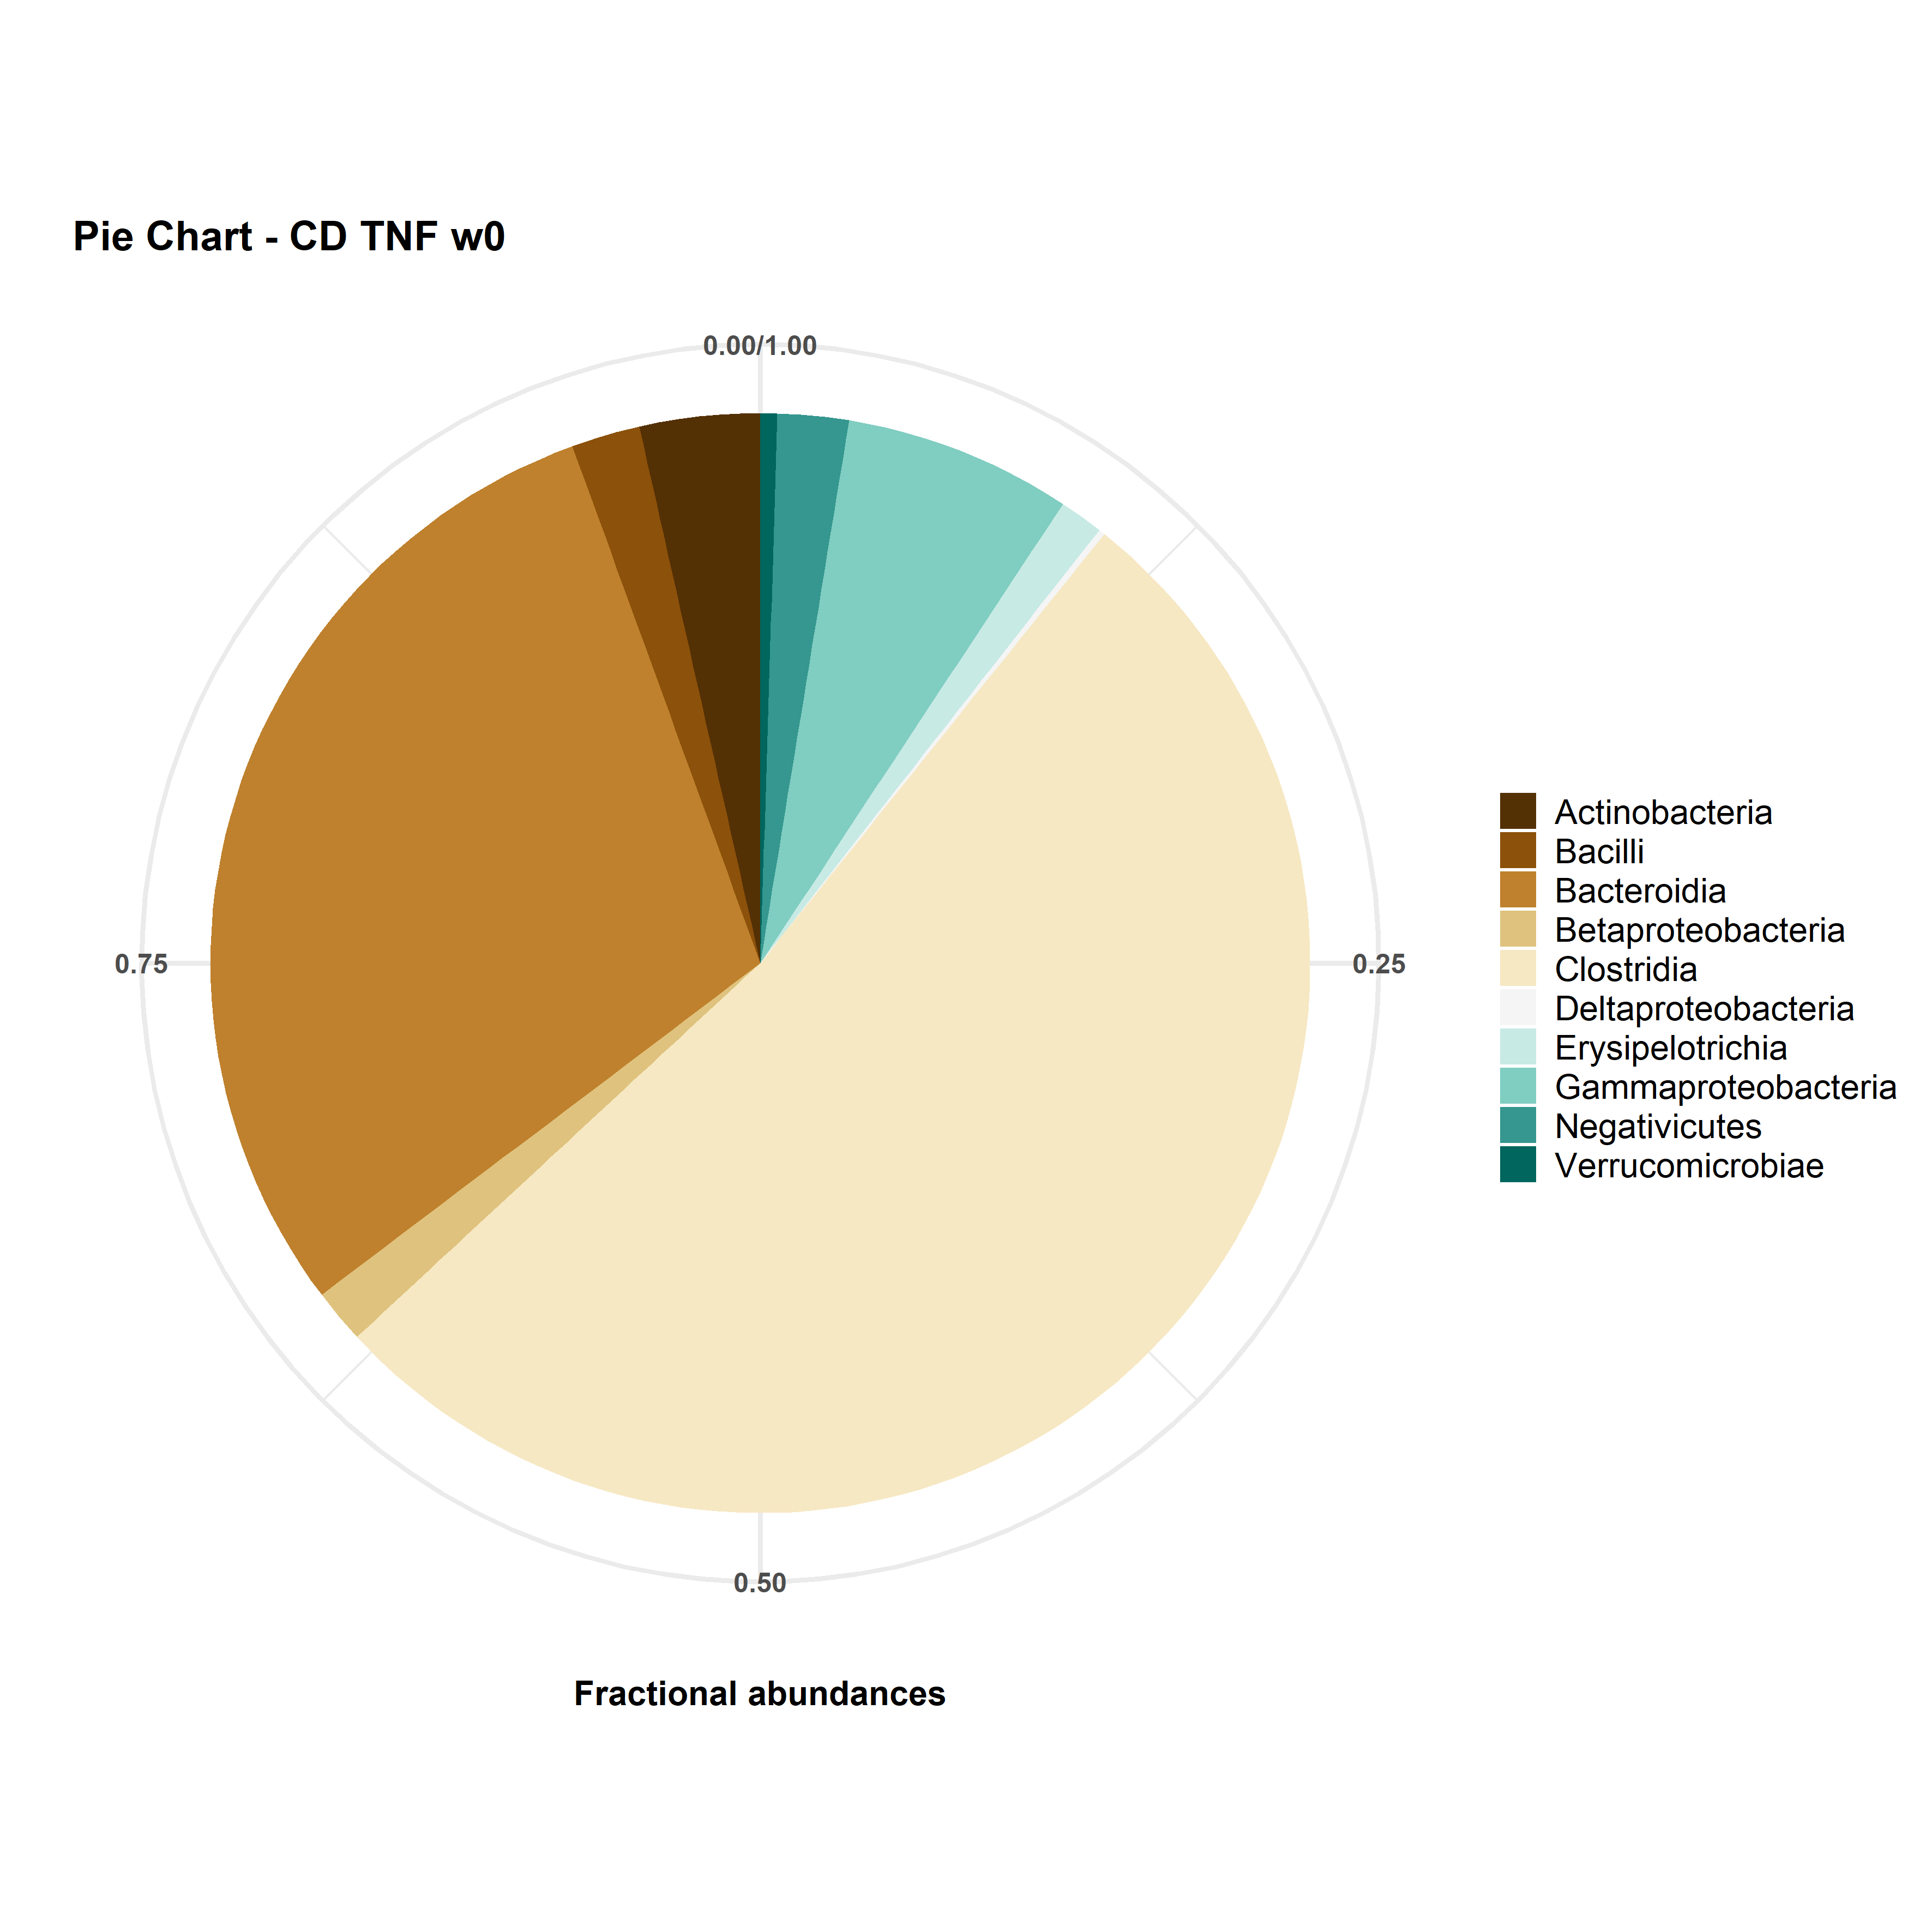 Pie Chart - CD TNF w0
0.00/1.00
0.75
0.25
0.50
Fractional abundances
Actinobacteria
Bacilli
Bacteroidia
Betaproteobacteria
Clostridia
Deltaproteobacteria
Erysipelotrichia
Gammaproteobacteria
Negativicutes
Verrucomicrobiae